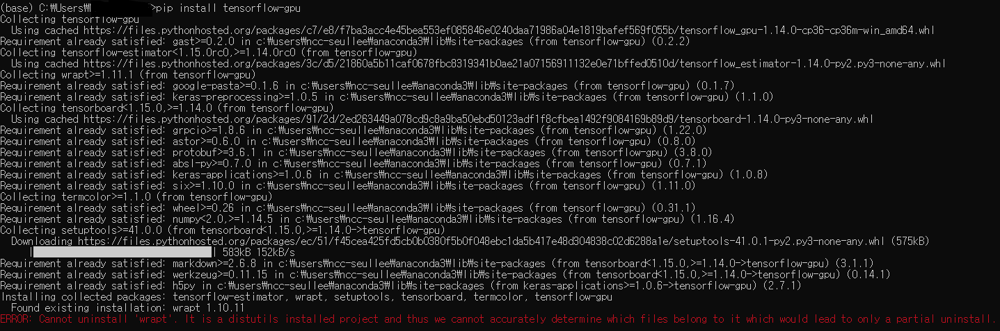 (base) C:₩Users₩ >pip install tensorflow-gpu
Collecting tensorflow-gpu
Using cached https://files.pythonhosted.org/packages/c7/e8/f7ba3acc4e45bea553ef085846e0240daa71986a04e1819bafef569f055b/tensorflow_gpu-1.14.0-cp36-cp36m-win_amd64.whl
Requirement already satisfied: gast>=0.2.0 in c:₩users₩ncc-seullee₩anaconda3₩lib₩site-packages (from tensorflow-gpu) (0.2.2)
Collecting tensorflow-estimator<1.15.0rc0,>=1.14.0rc0 (from tensorflow-gpu)
Using cached https://files.pythonhosted.org/packages/3c/d5/21860a5b11caf0678fbc8319341b0ae21a07156911132e0e71bffed0510d/tensorflow_estimator-1.14.0-py2.py3-none-any.whl
Collecting wrapt>=1.11.1 (from tensorflow-gpu)
Requirement already satisfied: google-pasta>=0.1.6 in c:₩users₩ncc-seullee₩anaconda3₩lib₩site-packages (from tensorflow-gpu) (0.1.7)
Requirement already satisfied: keras-preprocessing>=1.0.5 in c:₩users₩ncc-seullee₩anaconda3₩lib₩site-packages (from tensorflow-gpu) (1.1.0)
Collecting tensorboard<1.15.0,>=1.14.0 (from tensorflow-gpu)
Using cached https://files.pythonhosted.org/packages/91/2d/2ed263449a078cd9c8a9ba50ebd50123adf1f8cfbea1492f9084169b89d9/tensorboard-1.14.0-py3-none-any.whl
Requirement already satisfied: grpcio>=1.8.6 in c:₩users₩ncc-seullee₩anaconda3₩lib₩site-packages (from tensorflow-gpu) (1.22.0)
Requirement already satisfied: astor>=0.6.0 in c:₩users₩ncc-seullee₩anaconda3₩lib₩site-packages (from tensorflow-gpu) (0.8.0)
Requirement already satisfied: protobuf>=3.6.1 in c:₩users₩ncc-seullee₩anaconda3₩lib₩site-packages (from tensorflow-gpu) (3.8.0)
Requirement already satisfied: absl-py>=0.7.0 in c:₩users₩ncc-seullee₩anaconda3₩lib₩site-packages (from tensorflow-gpu) (0.7.1)
Requirement already satisfied: keras-applications>=1.0.6 in c:₩users₩ncc-seullee₩anaconda3₩lib₩site-packages (from tensorflow-gpu) (1.0.8)
Requirement already satisfied: six>=1.10.0 in c:₩users₩ncc-seullee₩anaconda3₩lib₩site-packages (from tensorflow-gpu) (1.11.0)
Collecting termcolor>=1.1.0 (from tensorflow-gpu)
Requirement already satisfied: wheel>=0.26 in c:₩users₩ncc-seullee₩anaconda3₩lib₩site-packages (from tensorflow-gpu) (0.31.1)
Requirement already satisfied: numpy<2.0,>=1.14.5 in c:₩users₩ncc-seullee₩anaconda3₩lib₩site-packages (from tensorflow-gpu) (1.16.4)
Collecting setuptools>=41.0.0 (from tensorboard<1.15.0,>=1.14.0->tensorflow-gpu)
Downloading https://files.pythonhosted.org/packages/ec/51/f45cea425fd5cb0b0380f5b0f048ebc1da5b417e48d304838c02d6288a1e/setuptools-41.0.1-py2.py3-none-any.whl (575kB)
| | 583kB 152kB/s
Requirement already satisfied: markdown>=2.6.8 in c:₩users₩ncc-seullee₩anaconda3₩lib₩site-packages (from tensorboard<1.15.0,>=1.14.0->tensorflow-gpu) (3.1.1)
Requirement already satisfied: werkzeug>=0.11.15 in c:₩users₩ncc-seullee₩anaconda3₩lib₩site-packages (from tensorboard<1.15.0,>=1.14.0->tensorflow-gpu) (0.14.1)
Requirement already satisfied: h5py in c:₩users₩ncc-seullee₩anaconda3₩lib₩site-packages (from keras-applications>=1.0.6->tensorflow-gpu) (2.7.1)
Installing collected packages: tensorflow-estimator, wrapt, setuptools, tensorboard, termcolor, tensorflow-gpu
Found existing installation: wrapt 1.10.11
ERROR: Cannot uninstall 'wrapt'. It is a distutils installed project and thus we cannot accurately determine which files belong to it which would lead to only a partial uninstall.